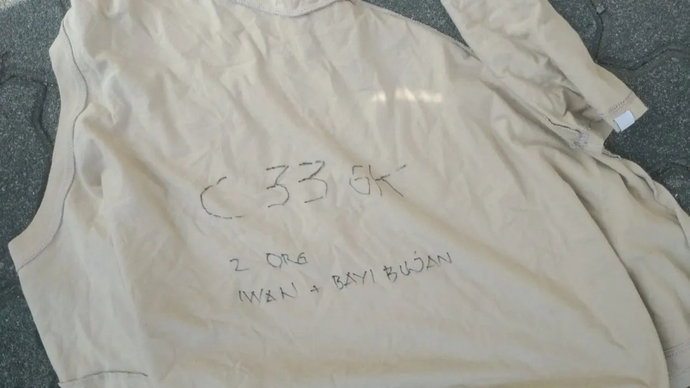 C 33 GK
2 ORG
IWAN + BAYI BUJAN